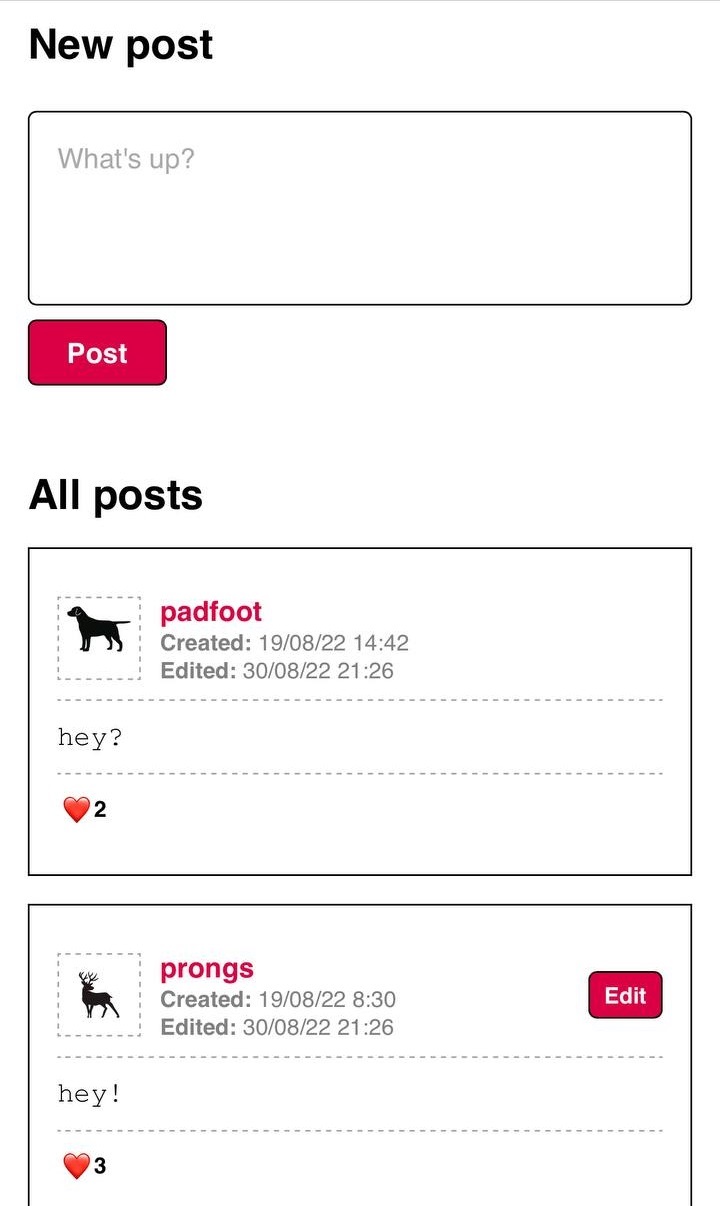 New post
What's up?
Post
All posts
padfoot
Created: 19/08/22 14:42
Edited: 30/08/22 21:26
hey?
❤️2
prongs
Created: 19/08/22 8:30
Edited: 30/08/22 21:26
Edit
hey!
❤️3